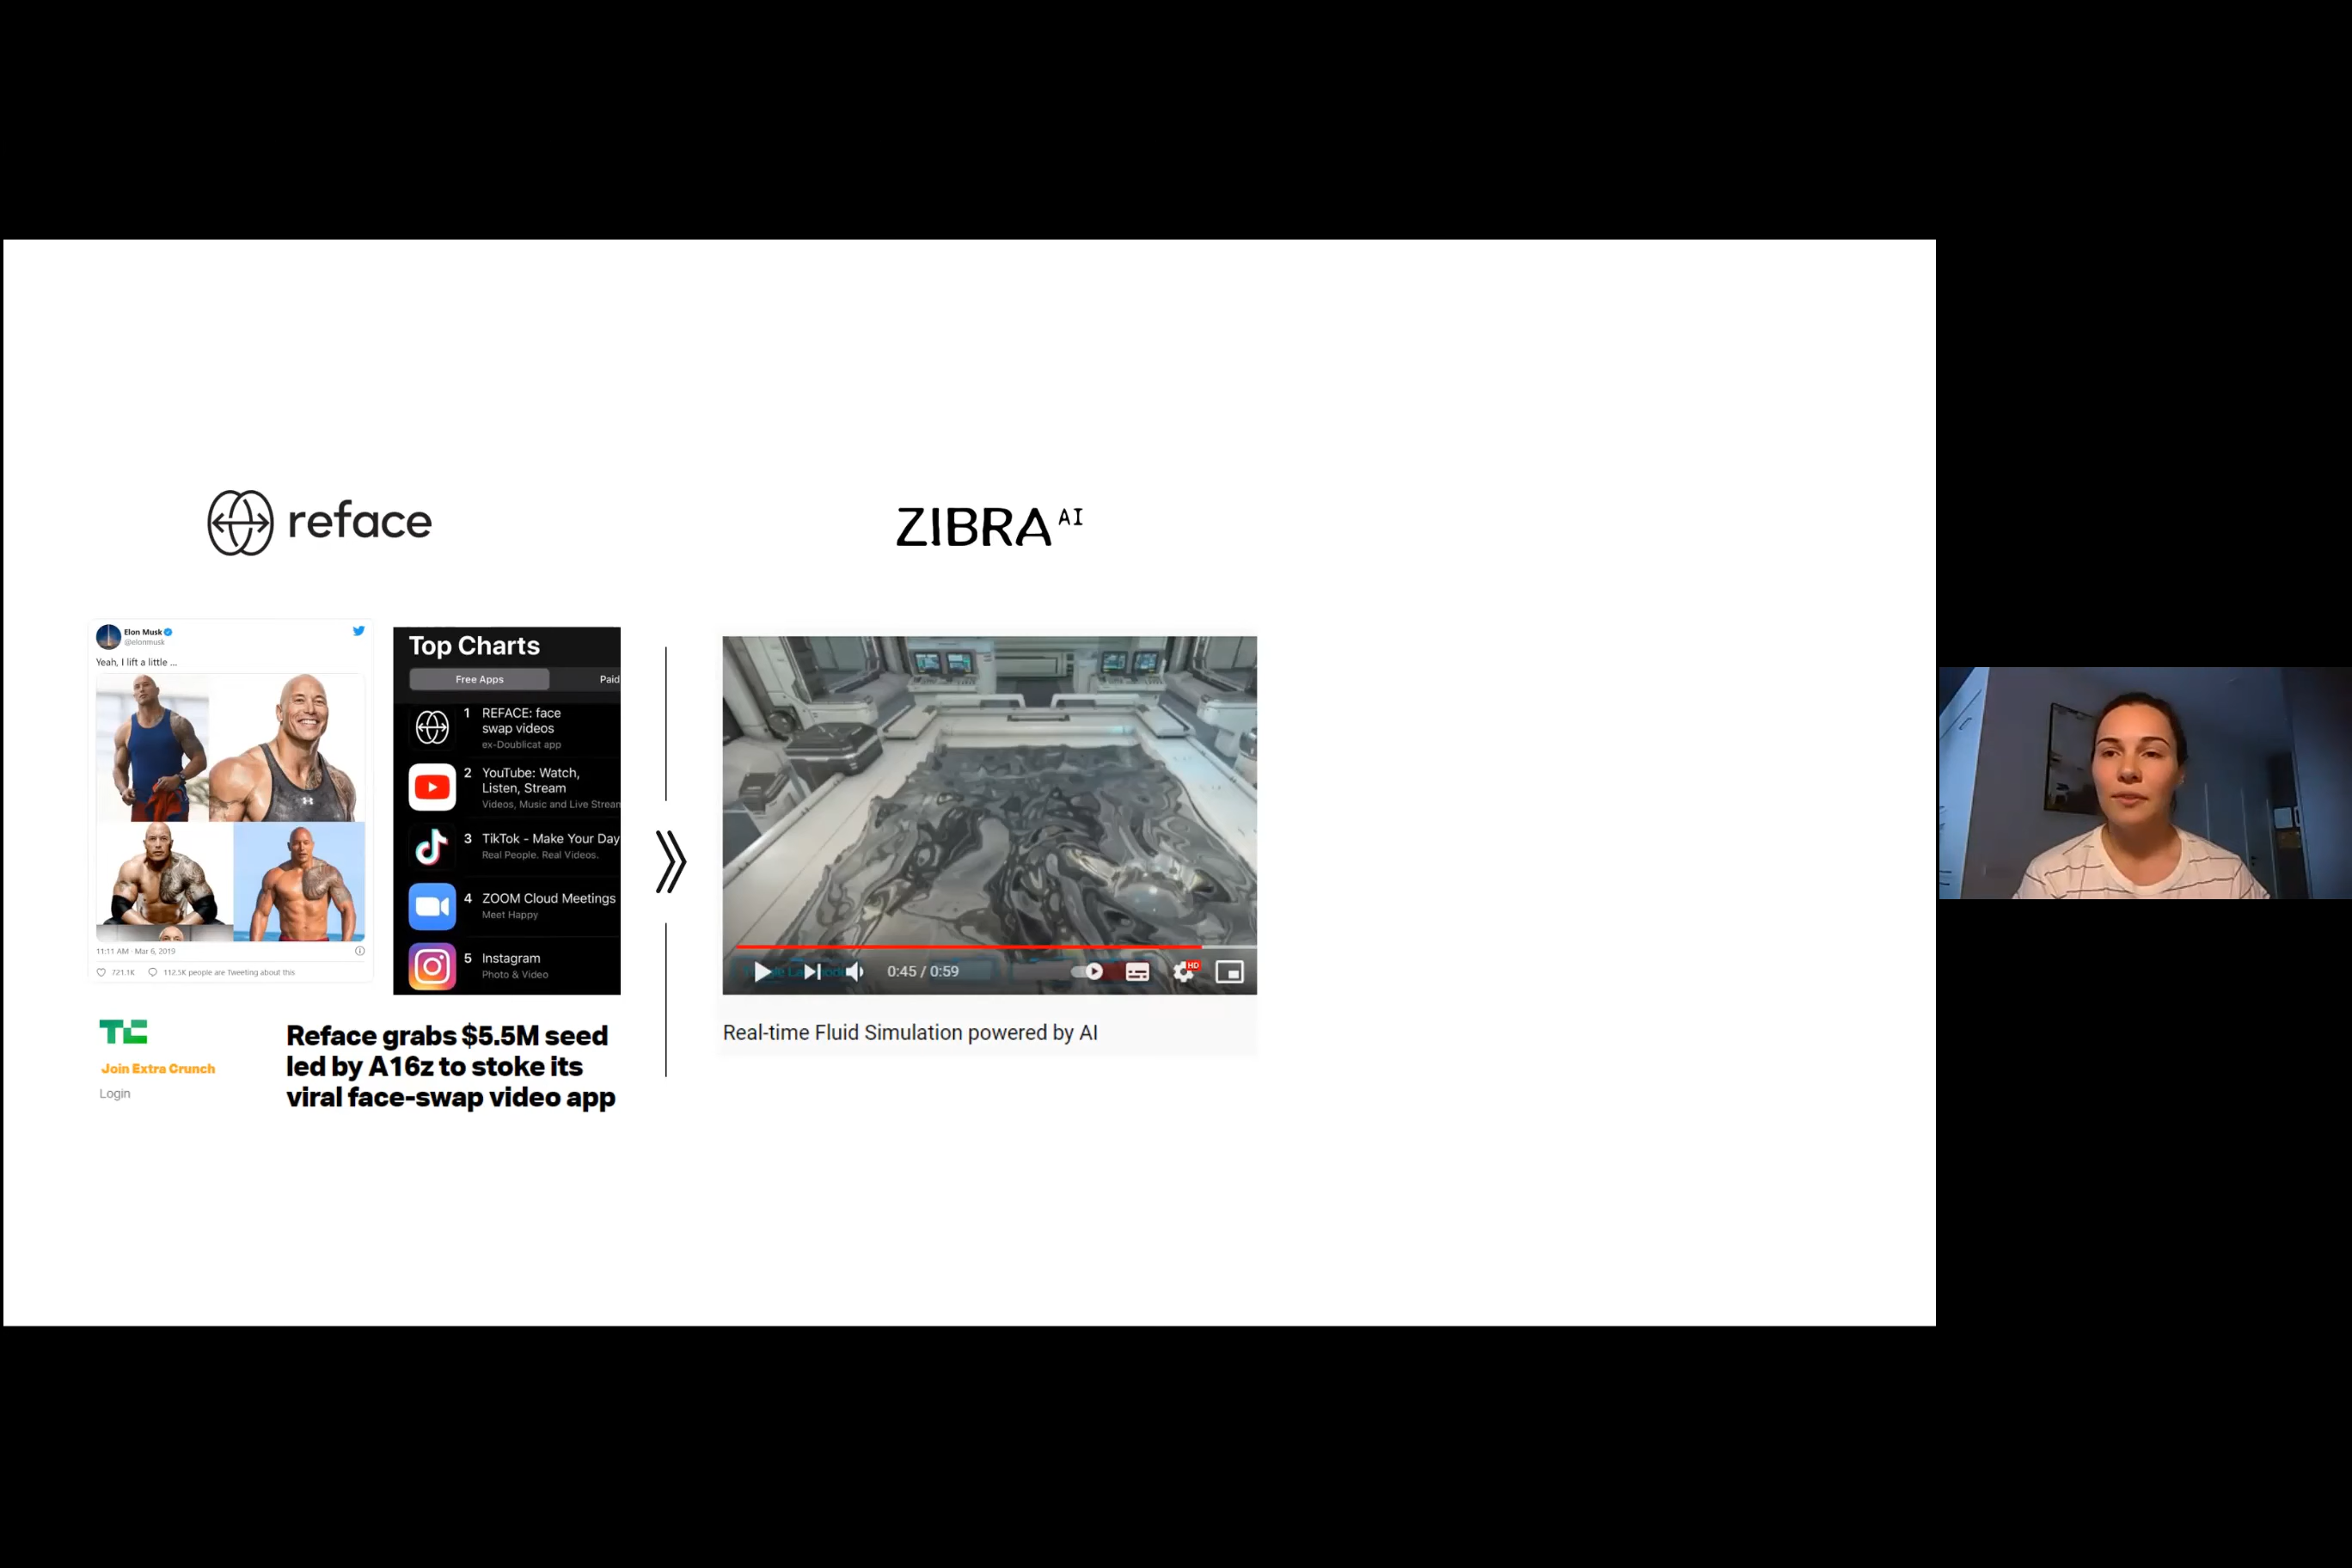 reface
Elon Musk
@elonmusk
Yeah, I lift a little ...
11:11 AM · Mar 6, 2019
721.1K 112.5K people are Tweeting about this
Top Charts
Free Apps Paid
1 REFACE: face
swap videos
ex-Doublicat app
2 YouTube: Watch,
Listen, Stream
Videos, Music and Live Stream
3 TikTok - Make Your Day
Real People. Real Videos.
4 ZOOM Cloud Meetings
Meet Happy
5 Instagram
Photo & Video
TC
Join Extra Crunch
Login
Reface grabs $5.5M seed
led by A16z to stoke its
viral face-swap video app
ZIBRA AI
0:45 / 0:59
HD
Real-time Fluid Simulation powered by AI